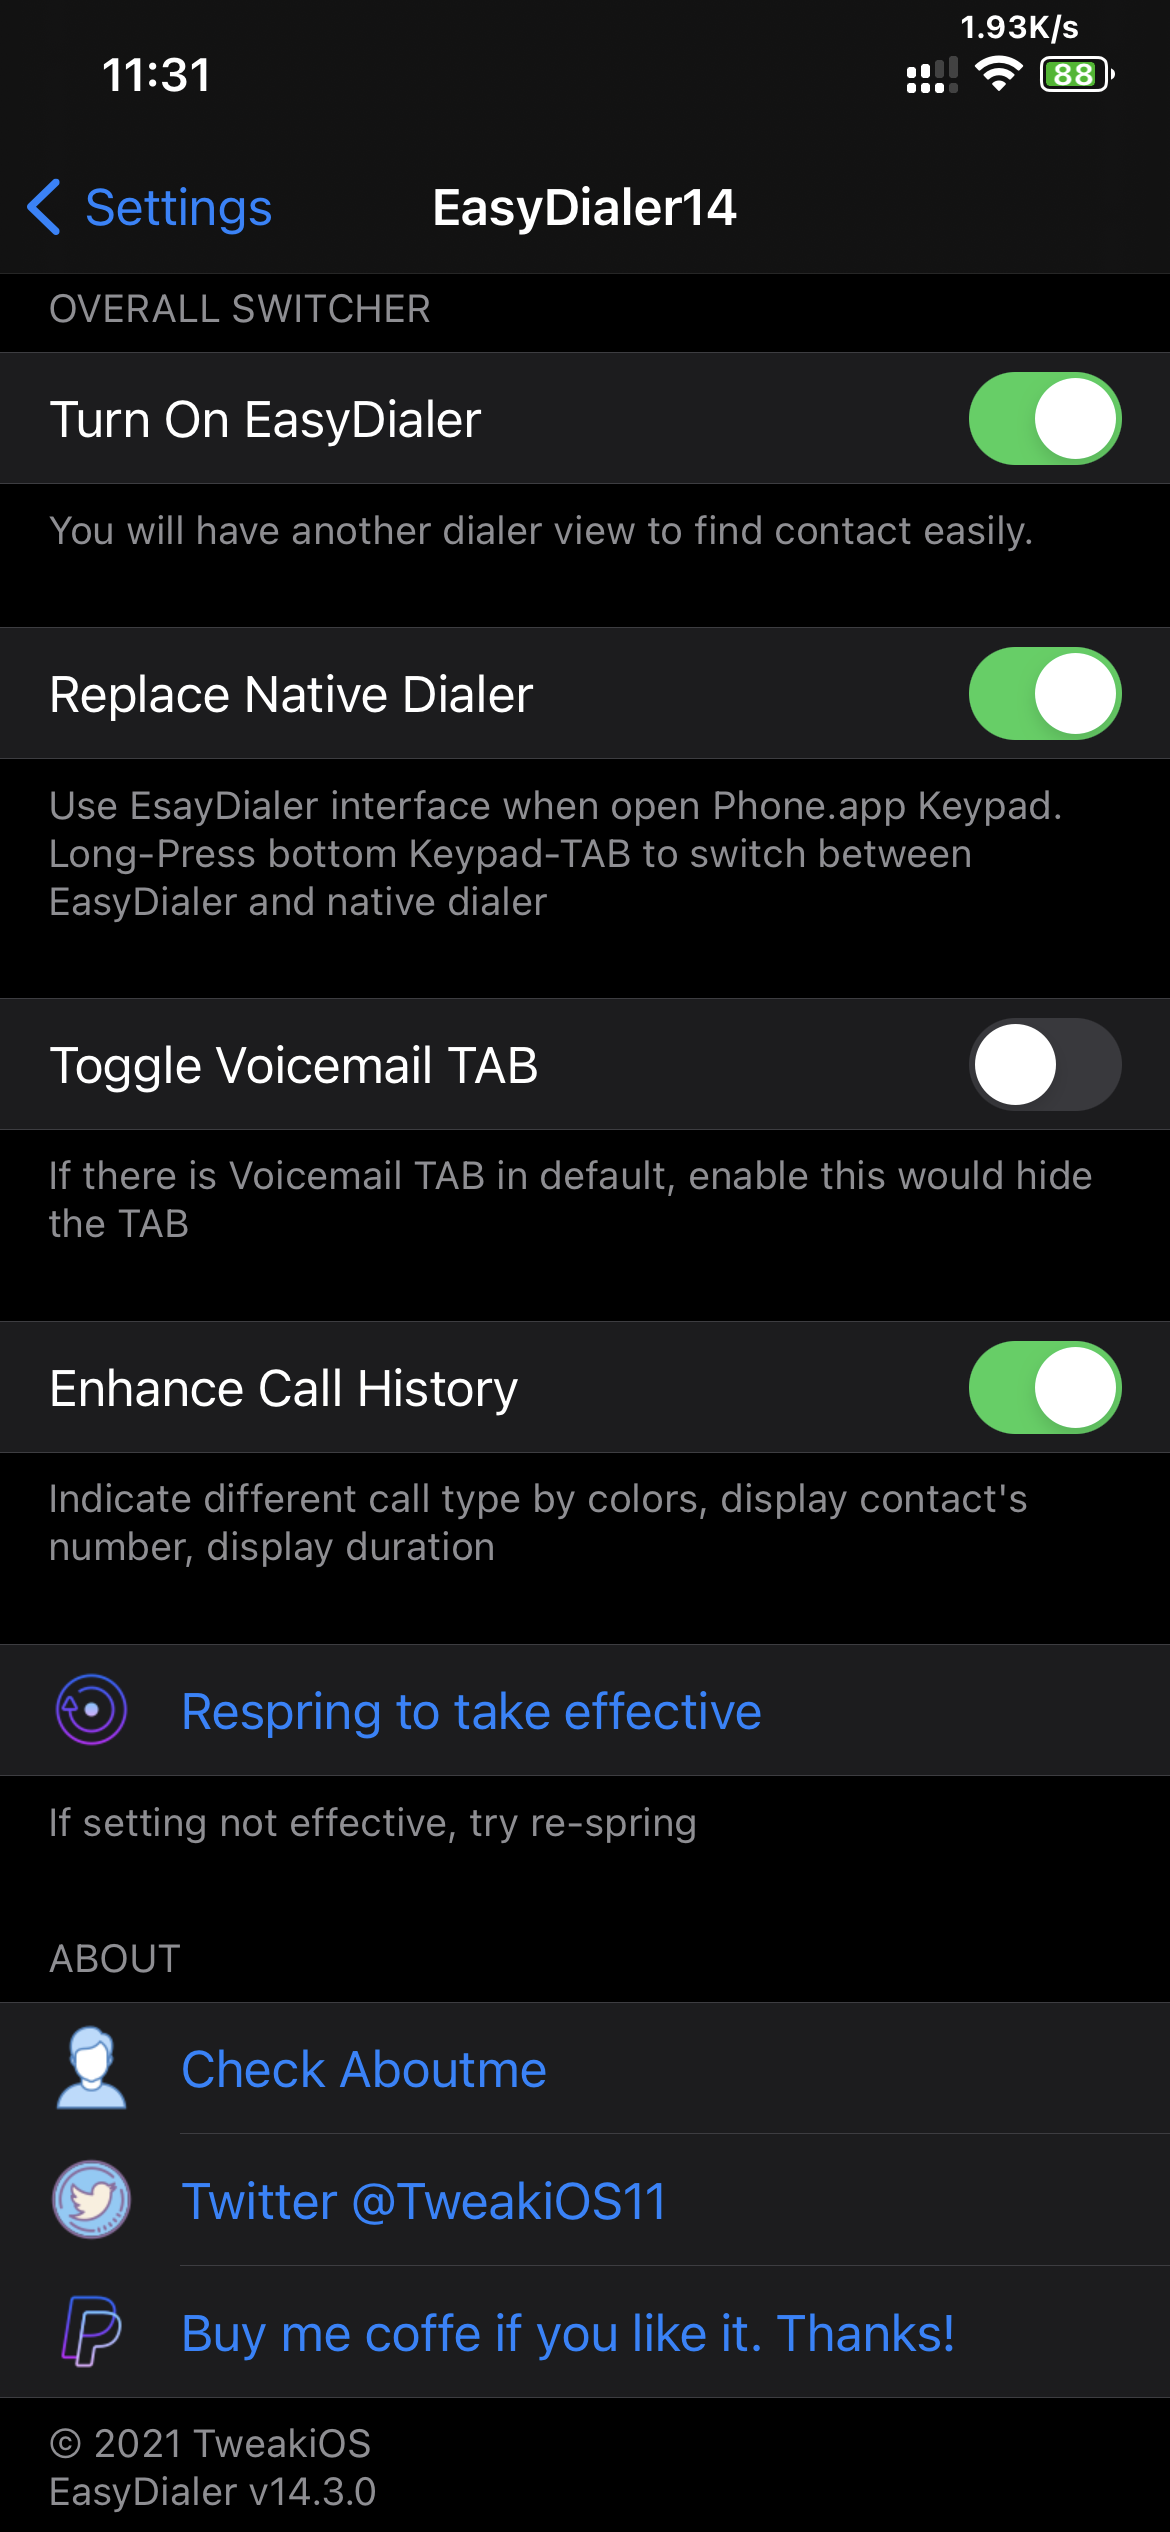 1.93K/s
11:31
88
Settings
EasyDialer14
OVERALL SWITCHER
Turn On EasyDialer
You will have another dialer view to find contact easily.
Replace Native Dialer
Use EsayDialer interface when open Phone.app Keypad.
Long-Press bottom Keypad-TAB to switch between
EasyDialer and native dialer
Toggle Voicemail TAB
If there is Voicemail TAB in default, enable this would hide
the TAB
Enhance Call History
Indicate different call type by colors, display contact's
number, display duration
Respring to take effective
If setting not effective, try re-spring
ABOUT
Check Aboutme
Twitter @TweakiOS11
Buy me coffe if you like it. Thanks!
© 2021 TweakiOS
EasyDialer v14.3.0